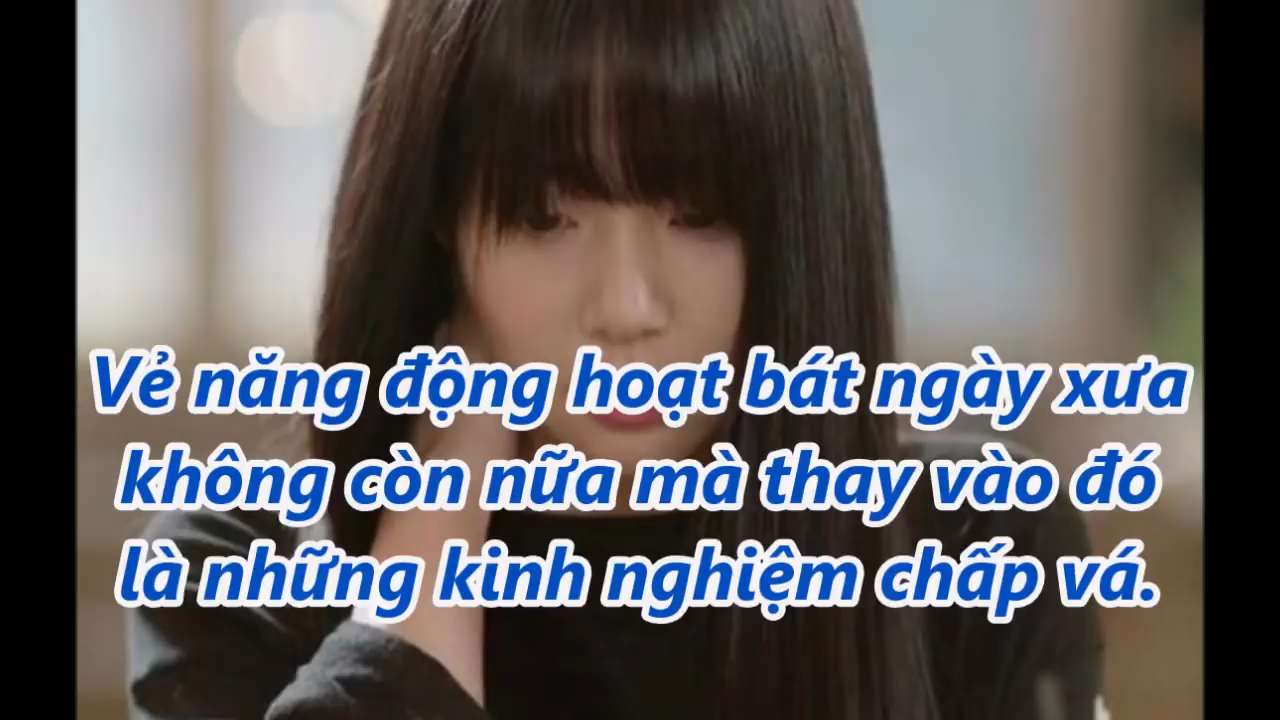 Vẻ năng động hoạt bát ngày xưa
không còn nữa mà thay vào đó
là những kinh nghiệm chấp vá.